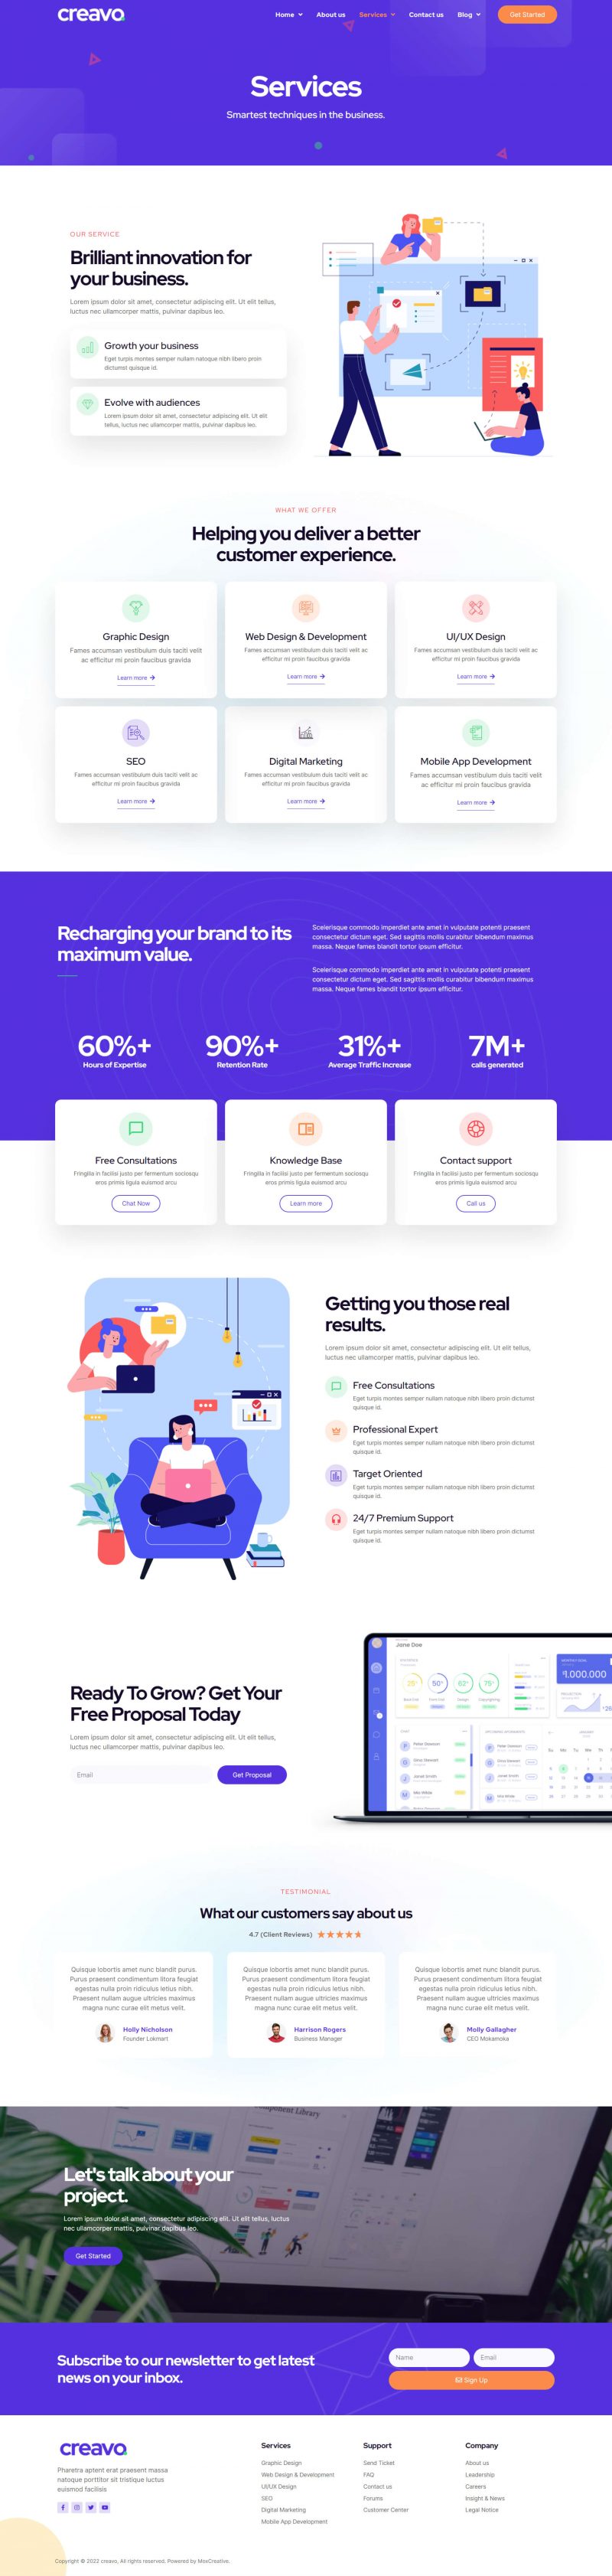 creavo
Home About us Services Contact us Blog Get Started
Services
Smartest techniques in the business.
OUR SERVICE
Brilliant innovation for
your business.
Lorem ipsum dolor sit amet, consectetur adipiscing elit. Ut elit tellus,
luctus nec ullamcorper mattis, pulvinar dapibus leo.
Growth your business
Eget turpis montes semper nullam natoque nibh libero proin
dictumst quisque id.
Evolve with audiences
Lorem ipsum dolor sit amet, consectetur adipiscing elit. Ut elit
tellus, luctus nec ullamcorper mattis, pulvinar dapibus leo.
WHAT WE OFFER
Helping you deliver a better
customer experience.
Graphic Design
Fames accumsan vestibulum duis taciti velit
ac efficitur mi proin faucibus gravida
Learn more
Web Design & Development
Fames accumsan vestibulum duis taciti velit ac
efficitur mi proin faucibus gravida
Learn more
UI/UX Design
Fames accumsan vestibulum duis taciti velit ac
efficitur mi proin faucibus gravida
Learn more
SEO
Fames accumsan vestibulum duis taciti velit ac
efficitur mi proin faucibus gravida
Learn more
Digital Marketing
Fames accumsan vestibulum duis taciti velit ac
efficitur mi proin faucibus gravida
Learn more
Mobile App Development
Fames accumsan vestibulum duis taciti velit
ac efficitur mi proin faucibus gravida
Learn more
Recharging your brand to its
maximum value.
Scelerisque commodo imperdiet ante amet in vulputate potenti praesent
consectetur dictum eget. Sed sagittis mollis curabitur bibendum maximus
massa. Neque fames blandit tortor ipsum efficitur.
Scelerisque commodo imperdiet ante amet in vulputate potenti praesent
consectetur dictum eget. Sed sagittis mollis curabitur bibendum maximus
massa. Neque fames blandit tortor ipsum efficitur.
60%+
Hours of Expertise
90%+
Retention Rate
31%+
Average Traffic Increase
7M+
calls generated
Free Consultations
Fringilla in facilisi justo per fermentum sociosqu
eros primis ligula euismod arcu
Chat Now
Knowledge Base
Fringilla in facilisi justo per fermentum sociosqu
eros primis ligula euismod arcu
Learn more
Contact support
Fringilla in facilisi justo per fermentum sociosqu
eros primis ligula euismod arcu
Call us
Getting you those real
results.
Lorem ipsum dolor sit amet, consectetur adipiscing elit. Ut elit tellus,
luctus nec ullamcorper mattis, pulvinar dapibus leo.
Free Consultations
Eget turpis montes semper nullam natoque nibh libero proin dictumst
quisque id.
Professional Expert
Eget turpis montes semper nullam natoque nibh libero proin dictumst
quisque id.
Target Oriented
Eget turpis montes semper nullam natoque nibh libero proin dictumst
quisque id.
24/7 Premium Support
Eget turpis montes semper nullam natoque nibh libero proin dictumst
quisque id.
Ready To Grow? Get Your
Free Proposal Today
Lorem ipsum dolor sit amet, consectetur adipiscing elit. Ut elit tellus,
luctus nec ullamcorper mattis, pulvinar dapibus leo.
Email
Get Proposal
Jane Doe
25° 50° 62° 75°
1.000.000
TESTIMONIAL
What our customers say about us
4.7 (Client Reviews)
Quisque lobortis amet nunc blandit purus.
Purus praesent condimentum litora feugiat
egestas nulla proin ridiculus letius nibh.
Praesent nullam augue ultricies maximus
magna nunc curae elit metus velit.
Holly Nicholson
Founder Lokmart
Quisque lobortis amet nunc blandit purus.
Purus praesent condimentum litora feugiat
egestas nulla proin ridiculus letius nibh.
Praesent nullam augue ultricies maximus
magna nunc curae elit metus velit.
Harrison Rogers
Business Manager
Quisque lobortis amet nunc blandit purus.
Purus praesent condimentum litora feugiat
egestas nulla proin ridiculus letius nibh.
Praesent nullam augue ultricies maximus
magna nunc curae elit metus velit.
Molly Gallagher
CEO Mokamoka
Library
Let's talk about your
project.
Lorem ipsum dolor sit amet, consectetur adipiscing elit. Ut elit tellus, luctus
nec ullamcorper mattis, pulvinar dapibus leo.
Get Started
Subscribe to our newsletter to get latest
news on your inbox.
Name
Email
Sign Up
creavo
Pharetra aptent erat praesent massa
natoque porttitor sit tristique luctus
euismod facilisis
Services
Graphic Design
Web Design & Development
UI/UX Design
SEO
Digital Marketing
Mobile App Development
Support
Send Ticket
FAQ
Contact us
Forums
Customer Center
Company
About us
Leadership
Careers
Insight & News
Legal Notice
Copyright © 2022 creavo, All rights reserved. Powered by MoxCreative.